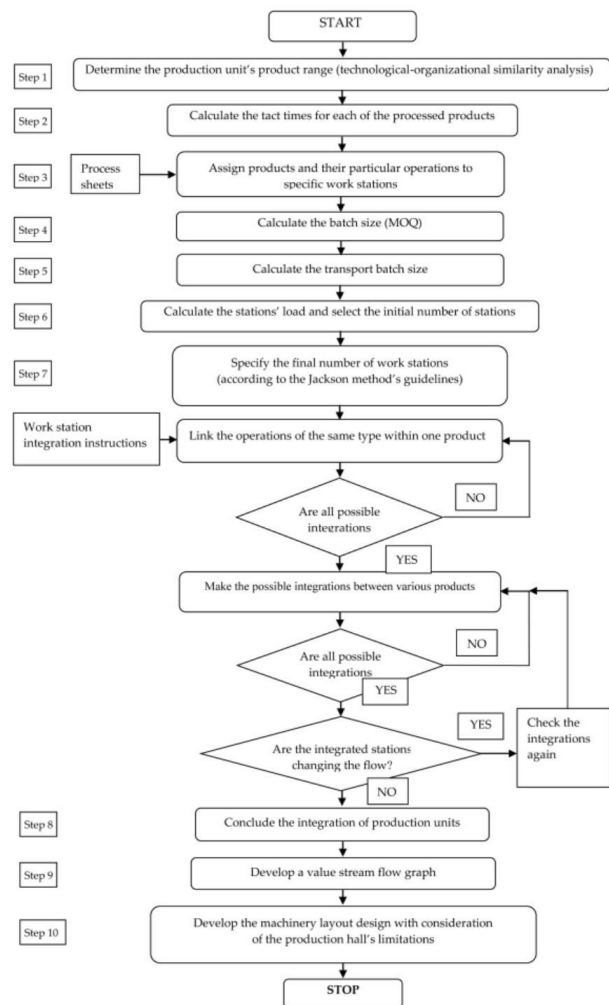 START
Step 1
Determine the production unit's product range (technological-organizational similarity analysis)
Step 2
Calculate the tact times for each of the processed products
Step 3
Process
sheets
Assign products and their particular operations to
specific work stations
Step 4
Calculate the batch size (MOQ)
Step 5
Calculate the transport batch size
Step 6
Calculate the stations' load and select the initial number of stations
Step 7
Specify the final number of work stations
(according to the Jackson method's guidelines)
Work station
integration instructions
Link the operations of the same type within one product
NO
Are all possible
integrations
YES
Make the possible integrations between various products
NO
Are all possible
integrations
YES
YES
Are the integrated stations
changing the flow?
Check the
integrations
again
NO
Step 8
Conclude the integration of production units
Step 9
Develop a value stream flow graph
Step 10
Develop the machinery layout design with consideration
of the production hall's limitations
STOP